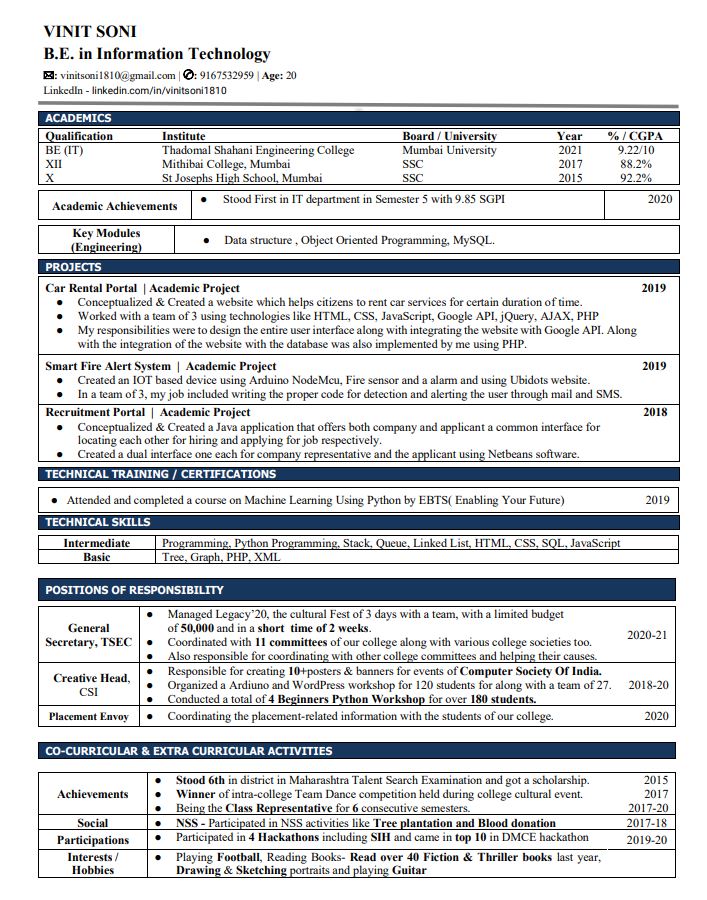 VINIT SONI
B.E. in Information Technology
✉: vinitsoni1810@gmail.com | ✆: 9167532959 | Age: 20
LinkedIn - linkedin.com/in/vinitsoni1810
ACADEMICS
Qualification Institute Board / University Year % / CGPA
BE (IT) Thadomal Shahani Engineering College Mumbai University 2021 9.22/10
XII Mithibai College, Mumbai SSC 2017 88.2%
X St Josephs High School, Mumbai SSC 2015 92.2%
Academic Achievements ● Stood First in IT department in Semester 5 with 9.85 SGPI 2020
Key Modules
(Engineering) ● Data structure , Object Oriented Programming, MySQL.
PROJECTS
Car Rental Portal | Academic Project 2019
● Conceptualized & Created a website which helps citizens to rent car services for certain duration of time.
● Worked with a team of 3 using technologies like HTML, CSS, JavaScript, Google API, jQuery, AJAX, PHP
● My responsibilities were to design the entire user interface along with integrating the website with Google API. Along
with the integration of the website with the database was also implemented by me using PHP.
Smart Fire Alert System | Academic Project 2019
● Created an IOT based device using Arduino NodeMcu, Fire sensor and a alarm and using Ubidots website.
● In a team of 3, my job included writing the proper code for detection and alerting the user through mail and SMS.
Recruitment Portal | Academic Project 2018
● Conceptualized & Created a Java application that offers both company and applicant a common interface for
locating each other for hiring and applying for job respectively.
● Created a dual interface one each for company representative and the applicant using Netbeans software.
TECHNICAL TRAINING / CERTIFICATIONS
● Attended and completed a course on Machine Learning Using Python by EBTS( Enabling Your Future) 2019
TECHNICAL SKILLS
Intermediate Programming, Python Programming, Stack, Queue, Linked List, HTML, CSS, SQL, JavaScript
Basic Tree, Graph, PHP, XML
POSITIONS OF RESPONSIBILITY
General
Secretary, TSEC
● Managed Legacy'20, the cultural Fest of 3 days with a team, with a limited budget
of 50,000 and in a short time of 2 weeks.
● Coordinated with 11 committees of our college along with various college societies too.
● Also responsible for coordinating with other college committees and helping their causes.
2020-21
Creative Head,
CSI
● Responsible for creating 10+posters & banners for events of Computer Society Of India.
● Organized a Ardiuno and WordPress workshop for 120 students for along with a team of 27.
● Conducted a total of 4 Beginners Python Workshop for over 180 students.
2018-20
Placement Envoy ● Coordinating the placement-related information with the students of our college. 2020
CO-CURRICULAR & EXTRA CURRICULAR ACTIVITIES
Achievements
● Stood 6th in district in Maharashtra Talent Search Examination and got a scholarship. 2015
● Winner of intra-college Team Dance competition held during college cultural event. 2017
● Being the Class Representative for 6 consecutive semesters. 2017-20
Social ● NSS - Participated in NSS activities like Tree plantation and Blood donation 2017-18
Participations ● Participated in 4 Hackathons including SIH and came in top 10 in DMCE hackathon 2019-20
Interests /
Hobbies
● Playing Football, Reading Books- Read over 40 Fiction & Thriller books last year,
Drawing & Sketching portraits and playing Guitar